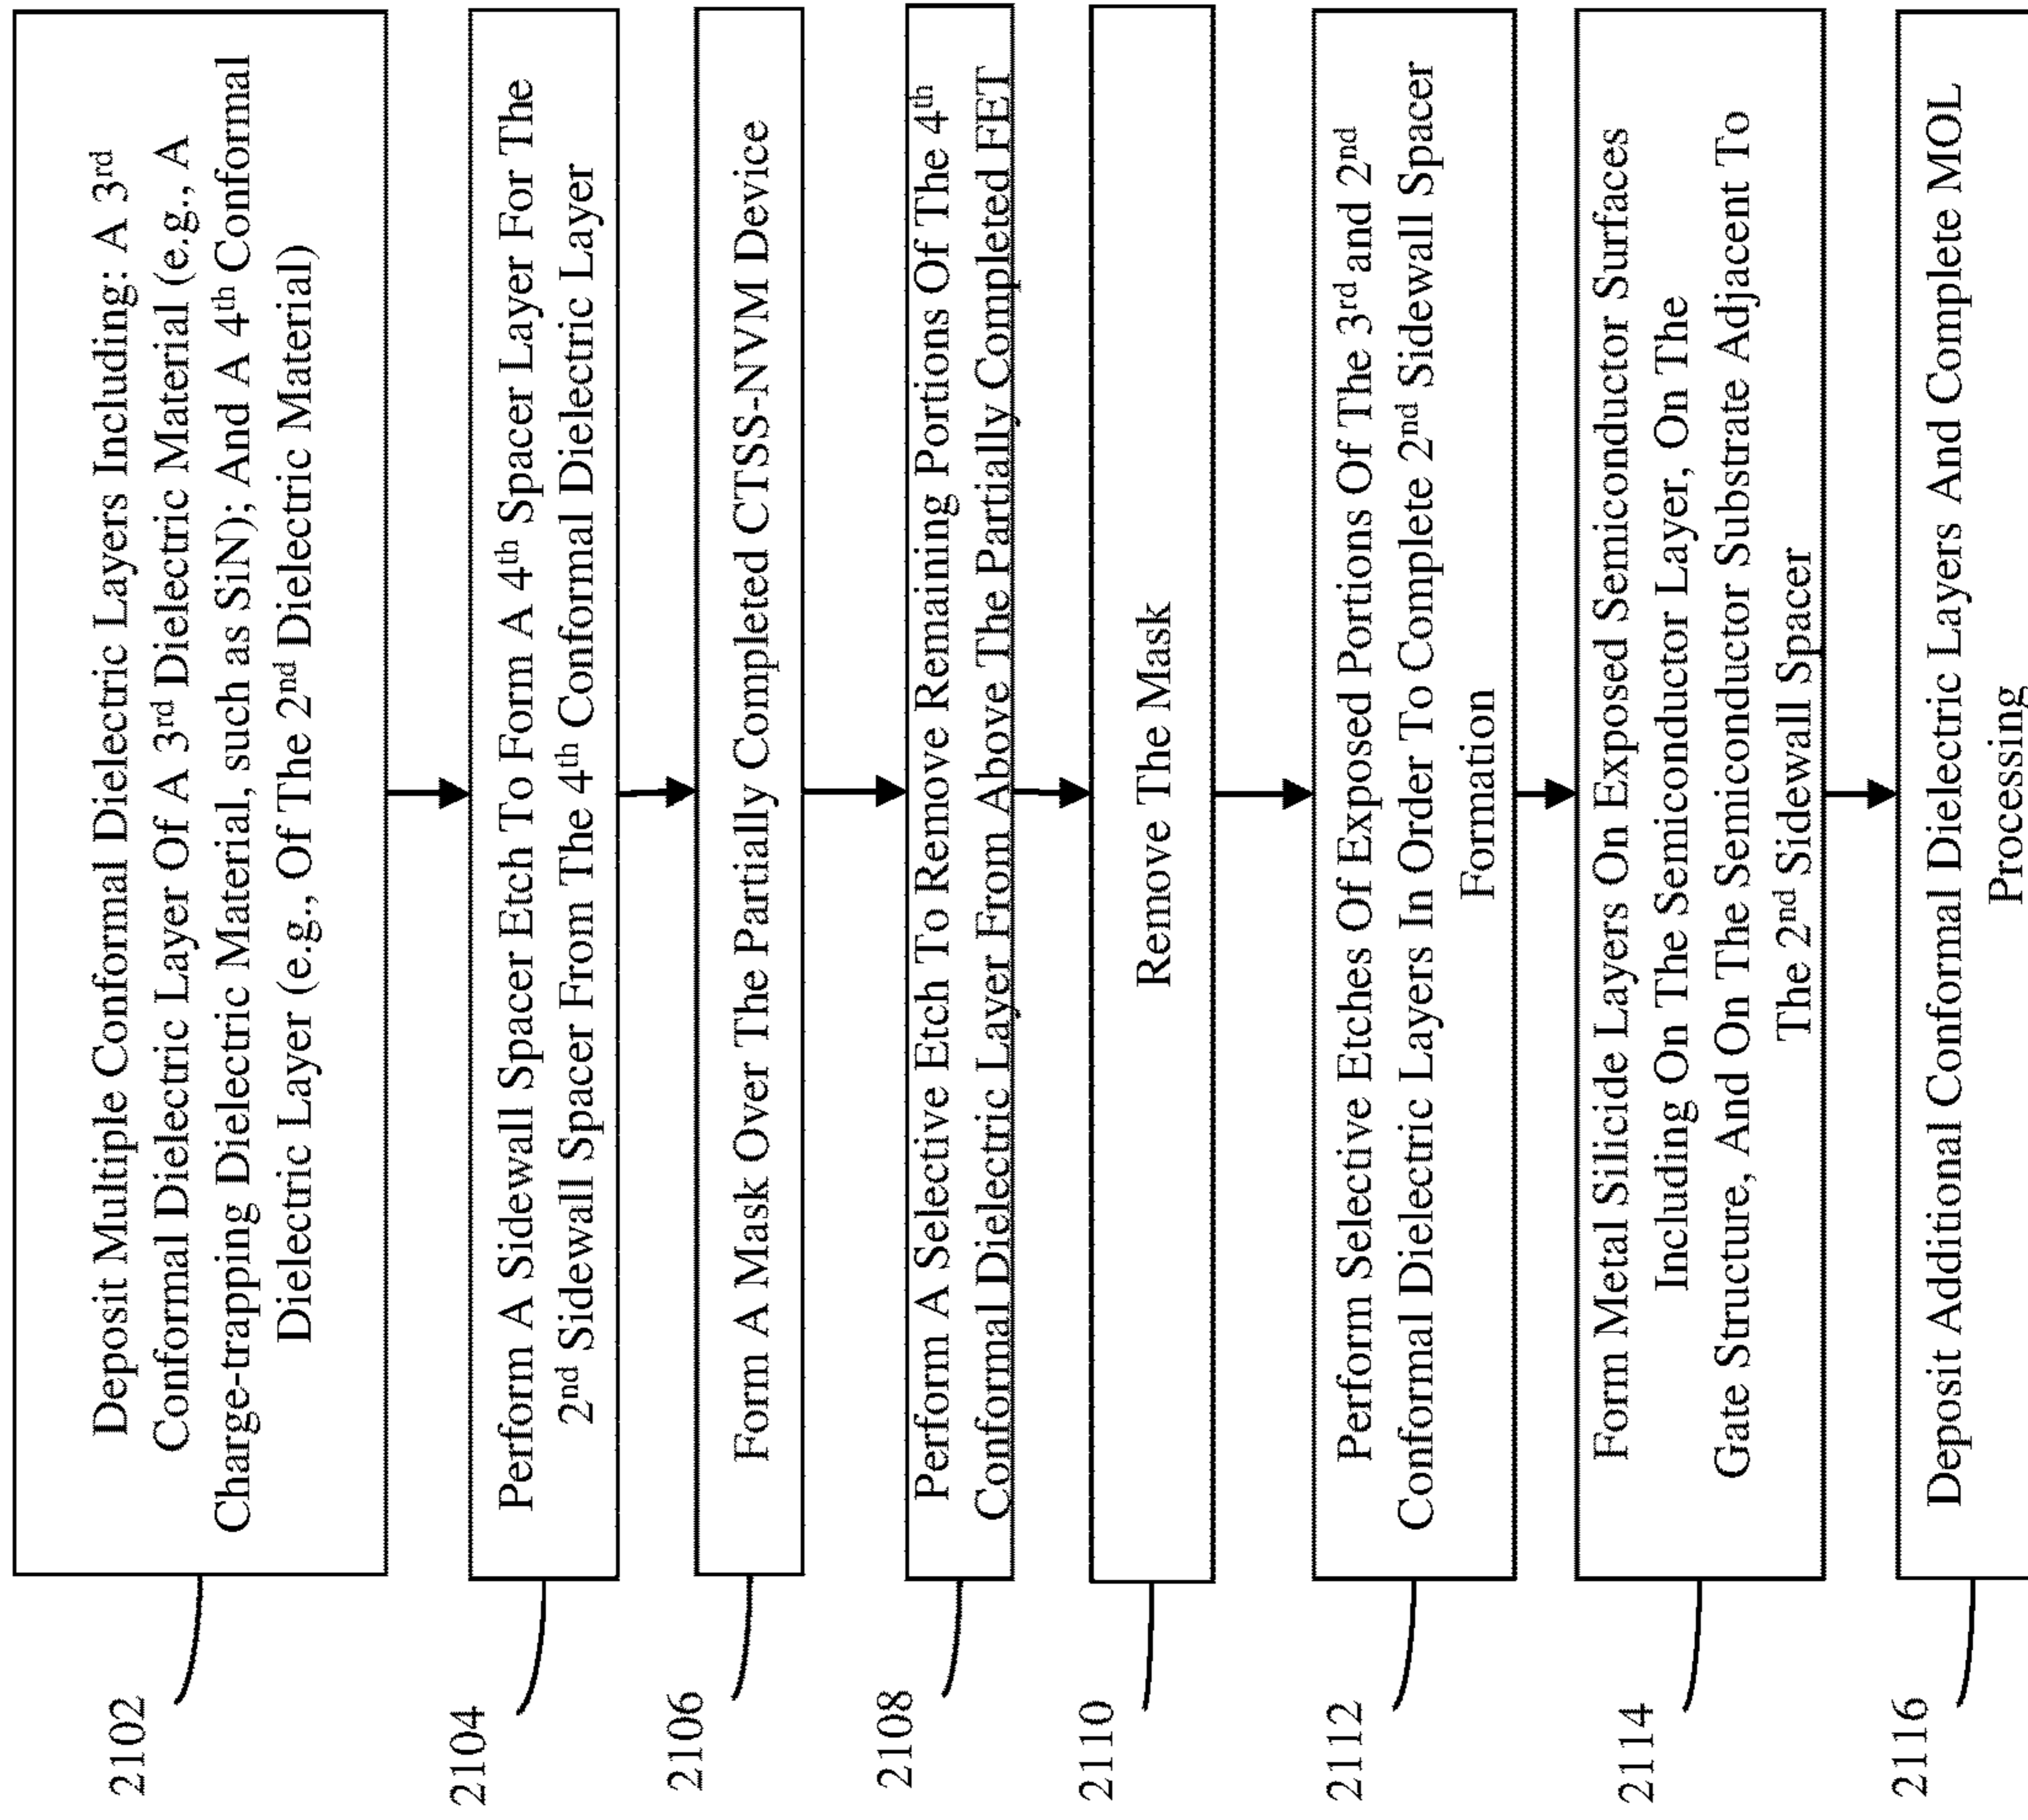 2102
Deposit Multiple Conformal Dielectric Layers Including: A 3rd
Conformal Dielectric Layer Of A 3rd Dielectric Material (e.g., A
Charge-trapping Dielectric Material, such as SiN); And A 4th Conformal
Dielectric Layer (e.g., Of The 2nd Dielectric Material)
2104
Perform A Sidewall Spacer Etch To Form A 4th Spacer Layer For The
2nd Sidewall Spacer From The 4th Conformal Dielectric Layer
2106
Form A Mask Over The Partially Completed CTSS-NVM Device
2108
Perform A Selective Etch To Remove Remaining Portions Of The 4th
Conformal Dielectric Layer From Above The Partially Completed FET
2110
Remove The Mask
2112
Perform Selective Etches Of Exposed Portions Of The 3rd and 2nd
Conformal Dielectric Layers In Order To Complete 2nd Sidewall Spacer
Formation
2114
Form Metal Silicide Layers On Exposed Semiconductor Surfaces
Including On The Semiconductor Layer, On The
Gate Structure, And On The Semiconductor Substrate Adjacent To
The 2nd Sidewall Spacer
2116
Deposit Additional Conformal Dielectric Layers And Complete MOL
Processing